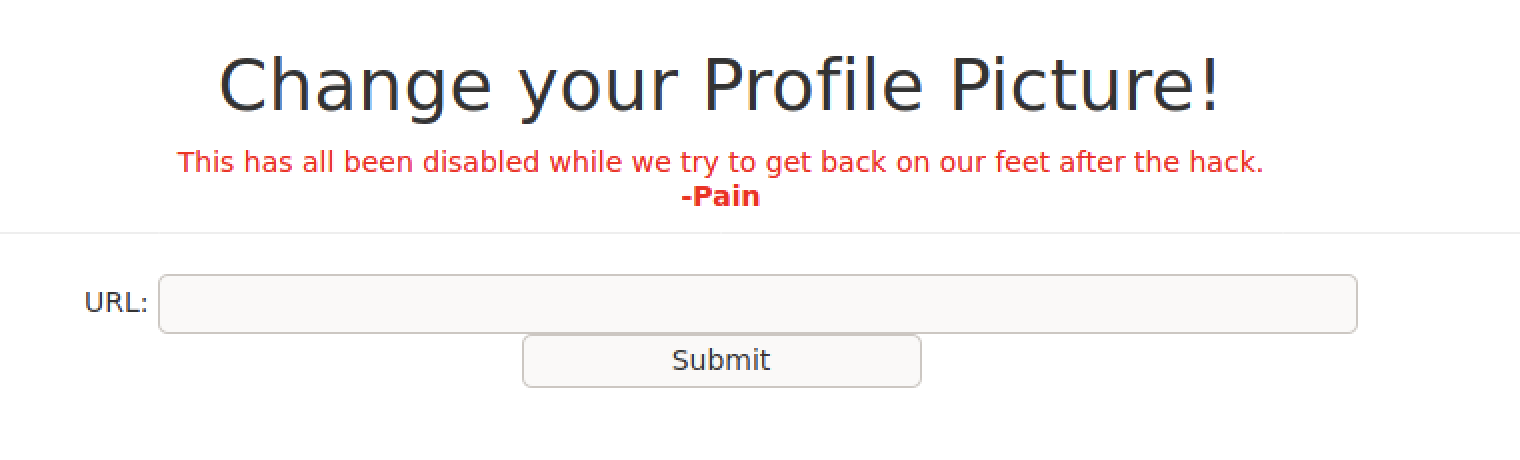 Change your Profile Picture!
This has all been disabled while we try to get back on our feet after the hack.
-Pain
URL:
Submit